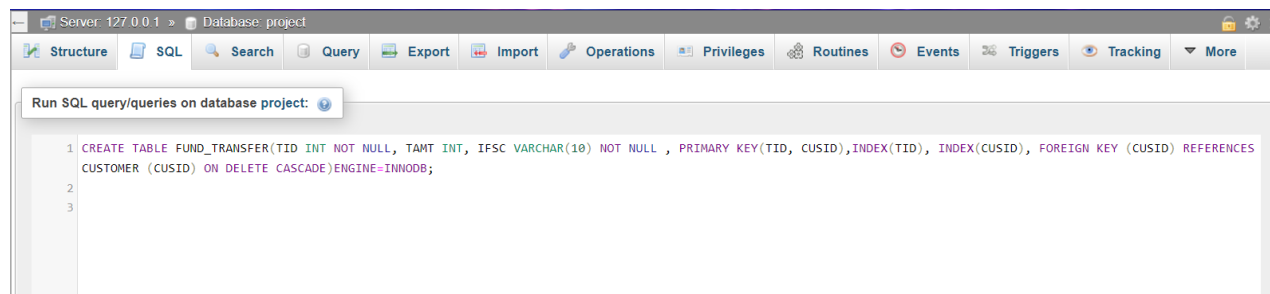 Server: 127.0.0.1 » Database: project
Structure SQL Search Query Export Import Operations Privileges Routines Events Triggers Tracking More
Run SQL query/queries on database project:
1 CREATE TABLE FUND_TRANSFER(TID INT NOT NULL, TAMT INT, IFSC VARCHAR(10) NOT NULL , PRIMARY KEY(TID, CUSID),INDEX(TID), INDEX(CUSID), FOREIGN KEY (CUSID) REFERENCES
CUSTOMER (CUSID) ON DELETE CASCADE)ENGINE=INNODB;
2
3